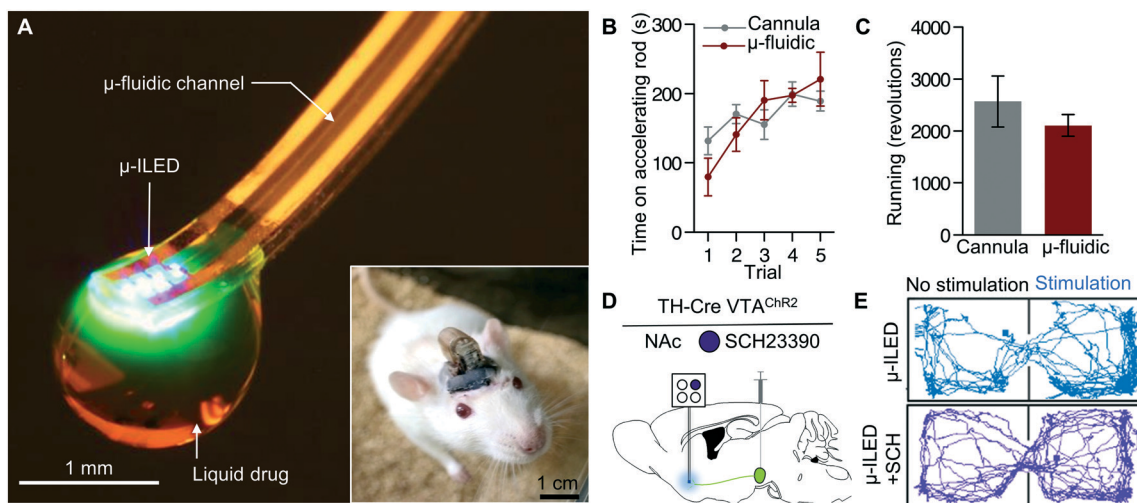 A
μ-fluidic channel
μ-ILED
1 mm
Liquid drug
1 cm
B
Time on accelerating rod (s)
Cannula
μ-fluidic
300
200
100
0
1 2 3 4 5
Trial
C
Running (revolutions)
4000
3000
2000
1000
0
Cannula μ-fluidic
D
TH-Cre VTAChR2
NAc SCH23390
E
No stimulation Stimulation
μ-ILED
μ-ILED
+SCH